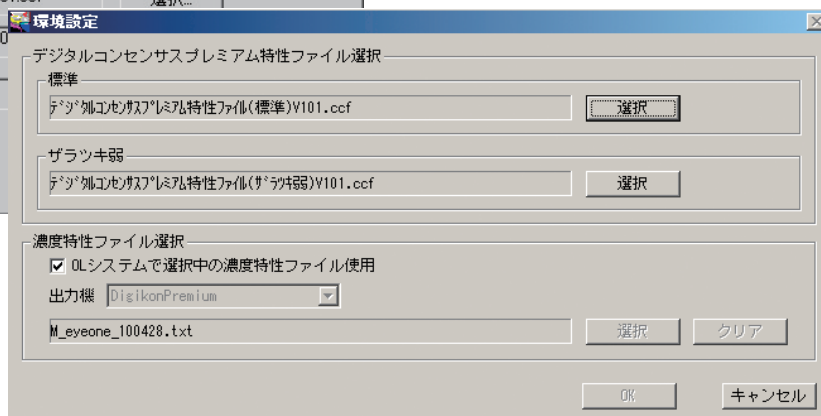 選択...
環境設定
デジタルコンセンサスプレミアム特性ファイル選択
標準
ﾃﾞｼﾞﾀﾙｺﾝｾﾝｻｽﾌﾟﾚﾐｱﾑ特性ﾌｧｲﾙ(標準)V101.ccf
選択
ザラツキ弱
ﾃﾞｼﾞﾀﾙｺﾝｾﾝｻｽﾌﾟﾚﾐｱﾑ特性ﾌｧｲﾙ(ｻﾞﾗﾂｷ弱)V101.ccf
選択
濃度特性ファイル選択
OLシステムで選択中の濃度特性ファイル使用
出力機 DigikonPremium
M_eyeone_100428.txt
選択 クリア
OK キャンセル